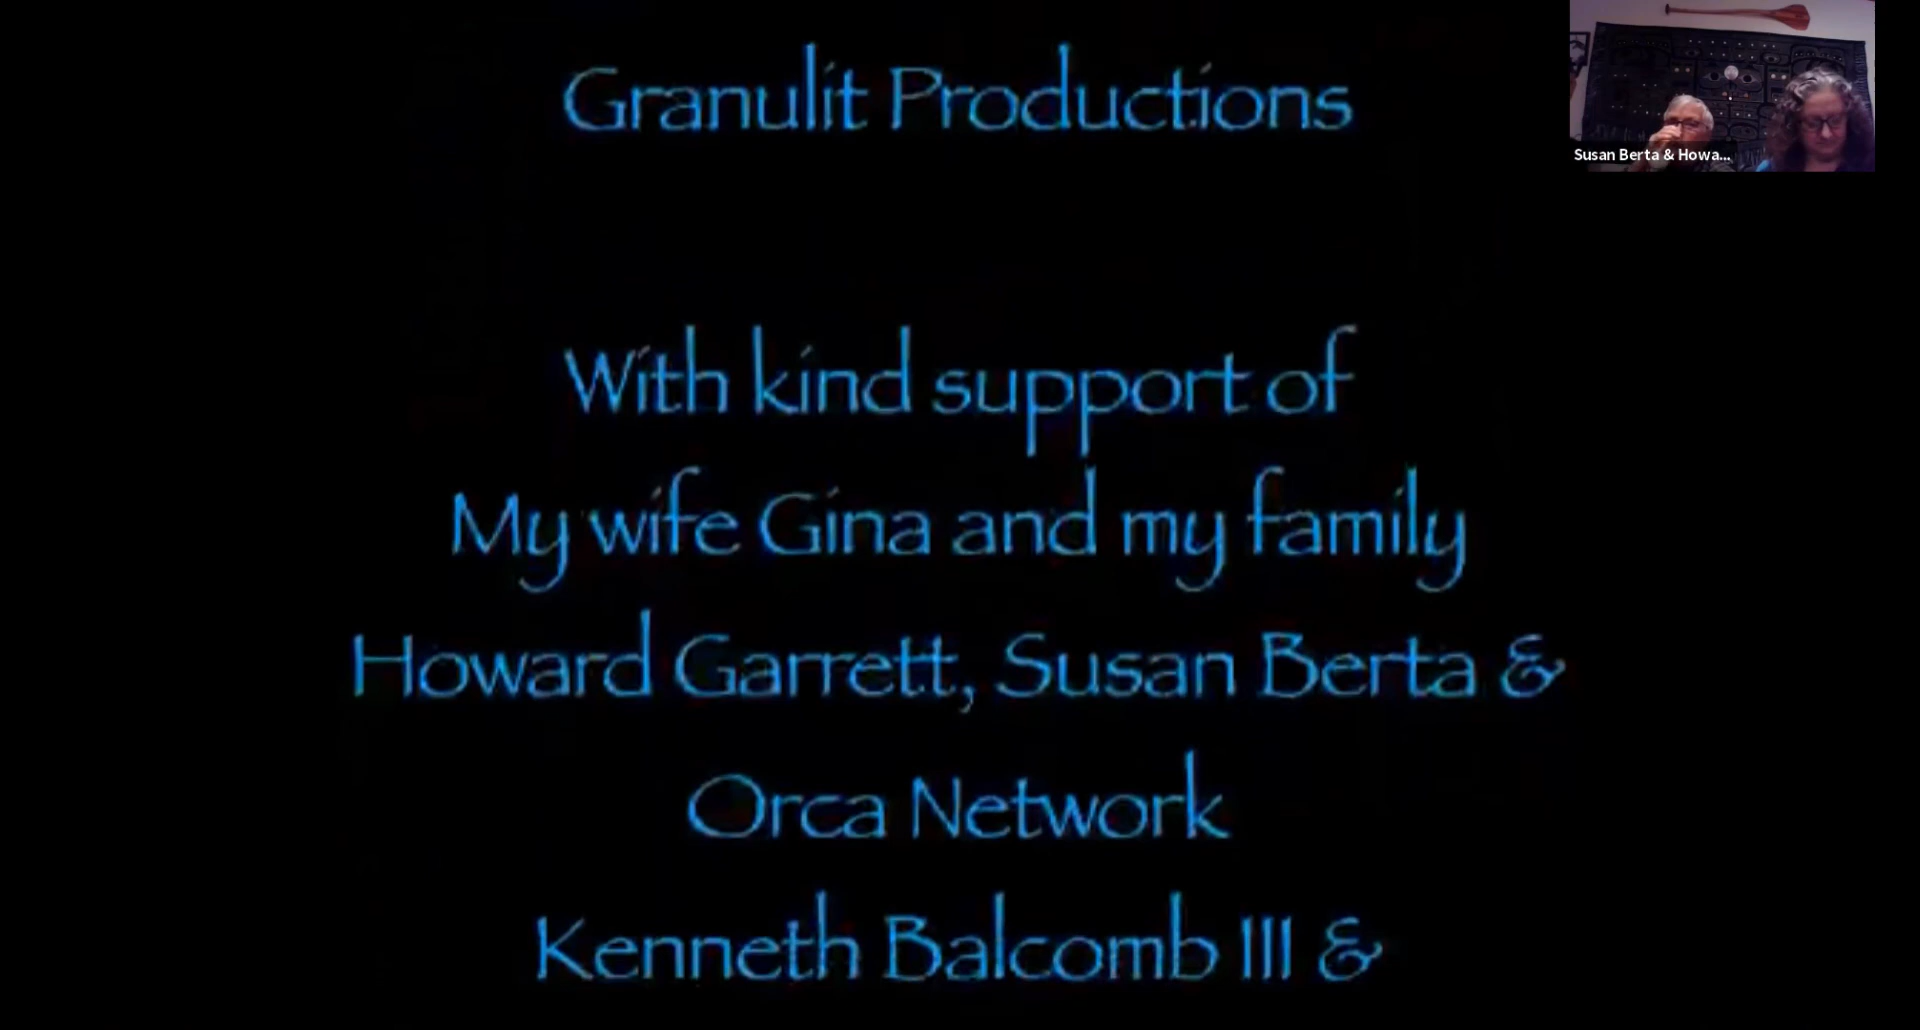 Granulit Productions
With kind support of
My wife Gina and my family
Howard Garrett, Susan Berta &
Orca Network
Kenneth Balcomb III &
Susan Berta & Howa...